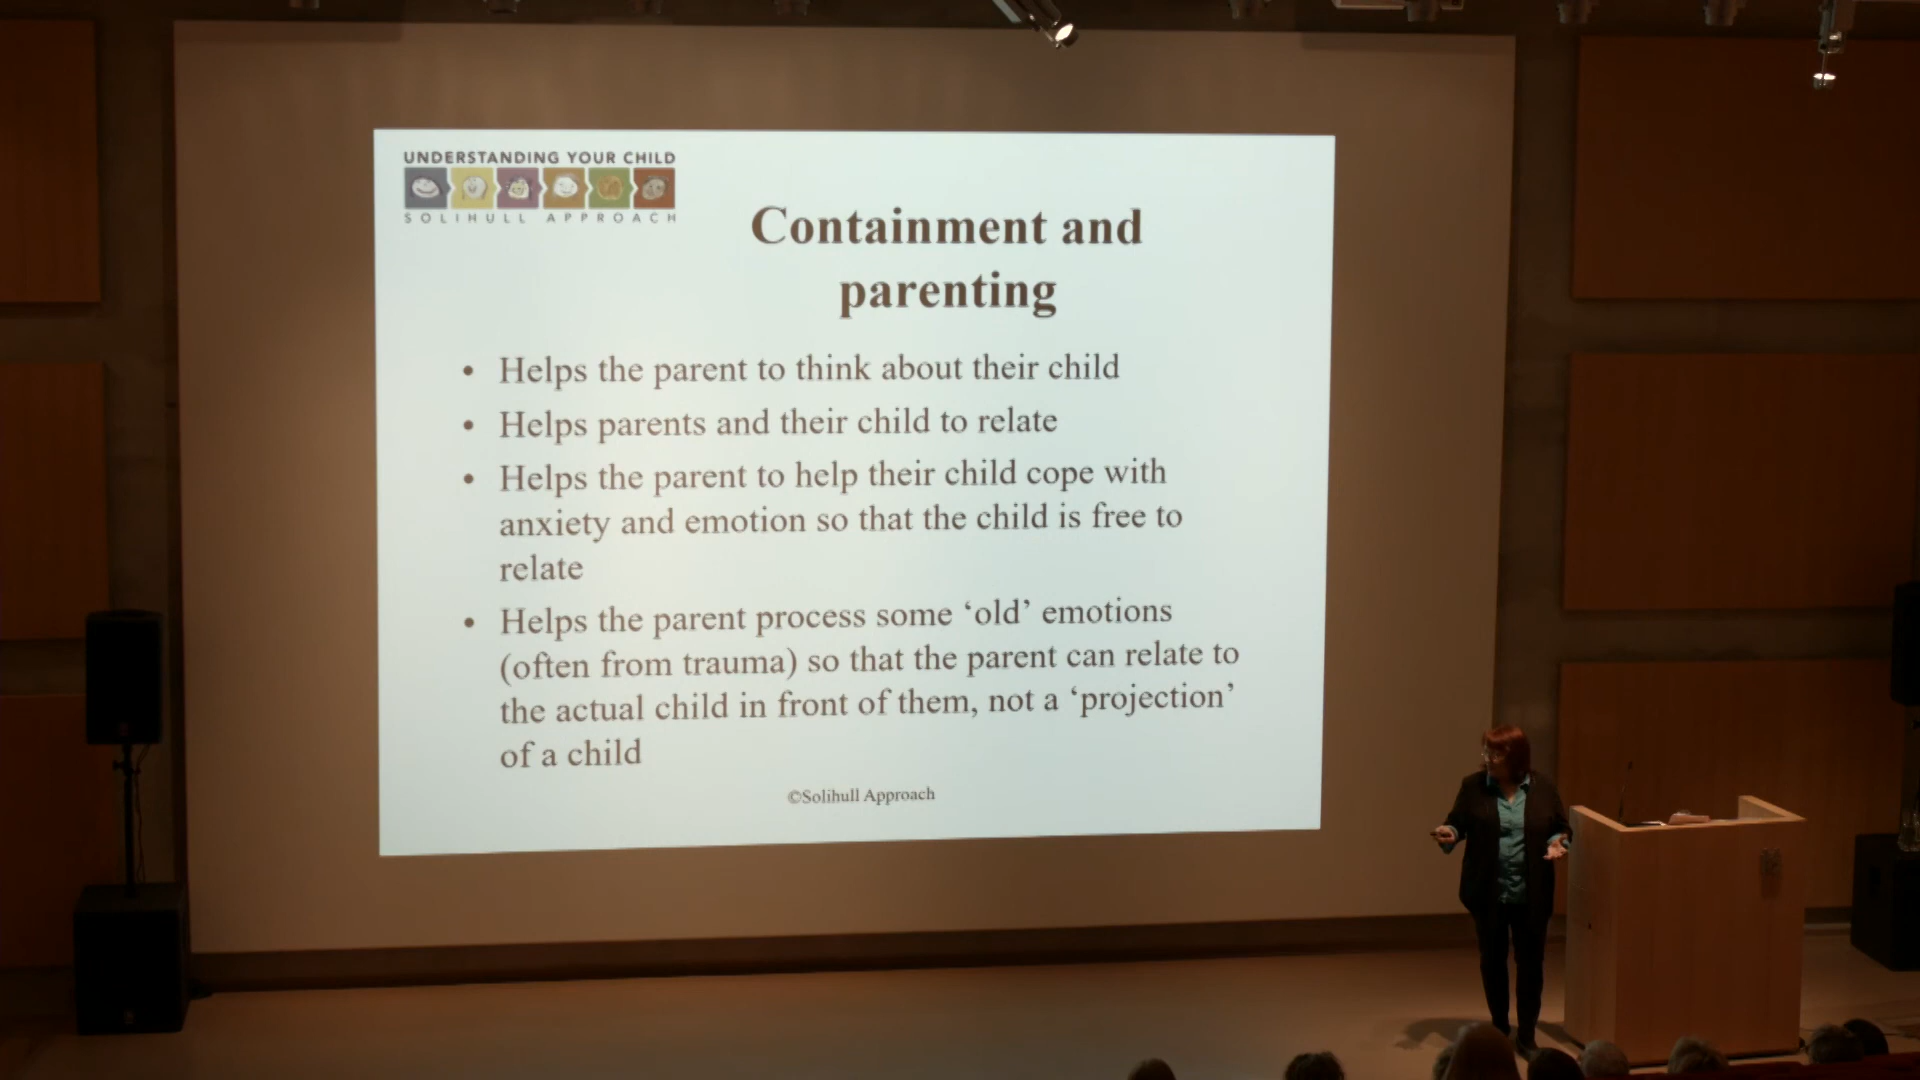 UNDERSTANDING YOUR CHILD
SOLIHULL APPROACH
Containment and
parenting
• Helps the parent to think about their child
• Helps parents and their child to relate
• Helps the parent to help their child cope with
anxiety and emotion so that the child is free to
relate
• Helps the parent process some ‘old’ emotions
(often from trauma) so that the parent can relate to
the actual child in front of them, not a ‘projection’
of a child
©Solihull Approach